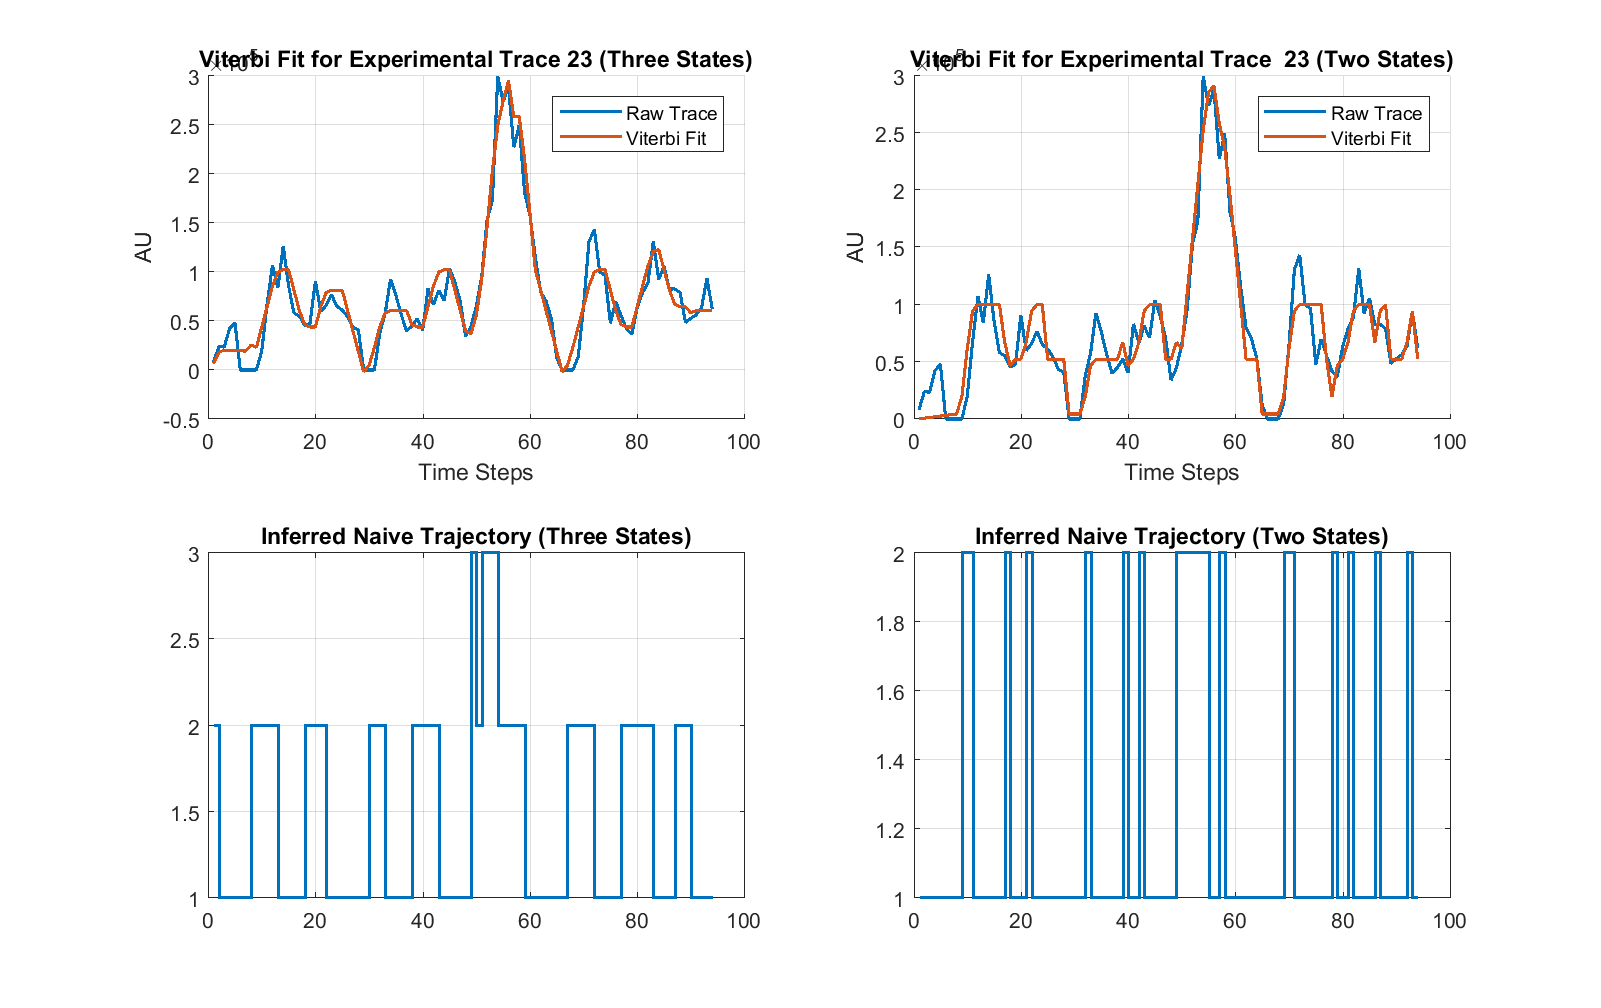 Viterbi Fit for Experimental Trace 23 (Three States)
×10^5
3
2.5
2
1.5
1
0.5
0
-0.5
AU
Raw Trace
Viterbi Fit
0 20 40 60 80 100
Time Steps
Viterbi Fit for Experimental Trace 23 (Two States)
×10^5
3
2.5
2
1.5
1
0.5
0
AU
Raw Trace
Viterbi Fit
0 20 40 60 80 100
Time Steps
Inferred Naive Trajectory (Three States)
3
2.5
2
1.5
1
0 20 40 60 80 100
Inferred Naive Trajectory (Two States)
2
1.8
1.6
1.4
1.2
1
0 20 40 60 80 100